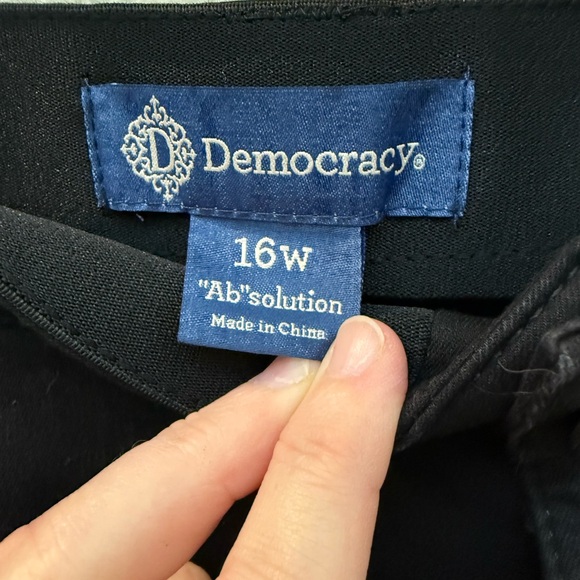 D Democracy®
16W
"Ab"solution
Made in China